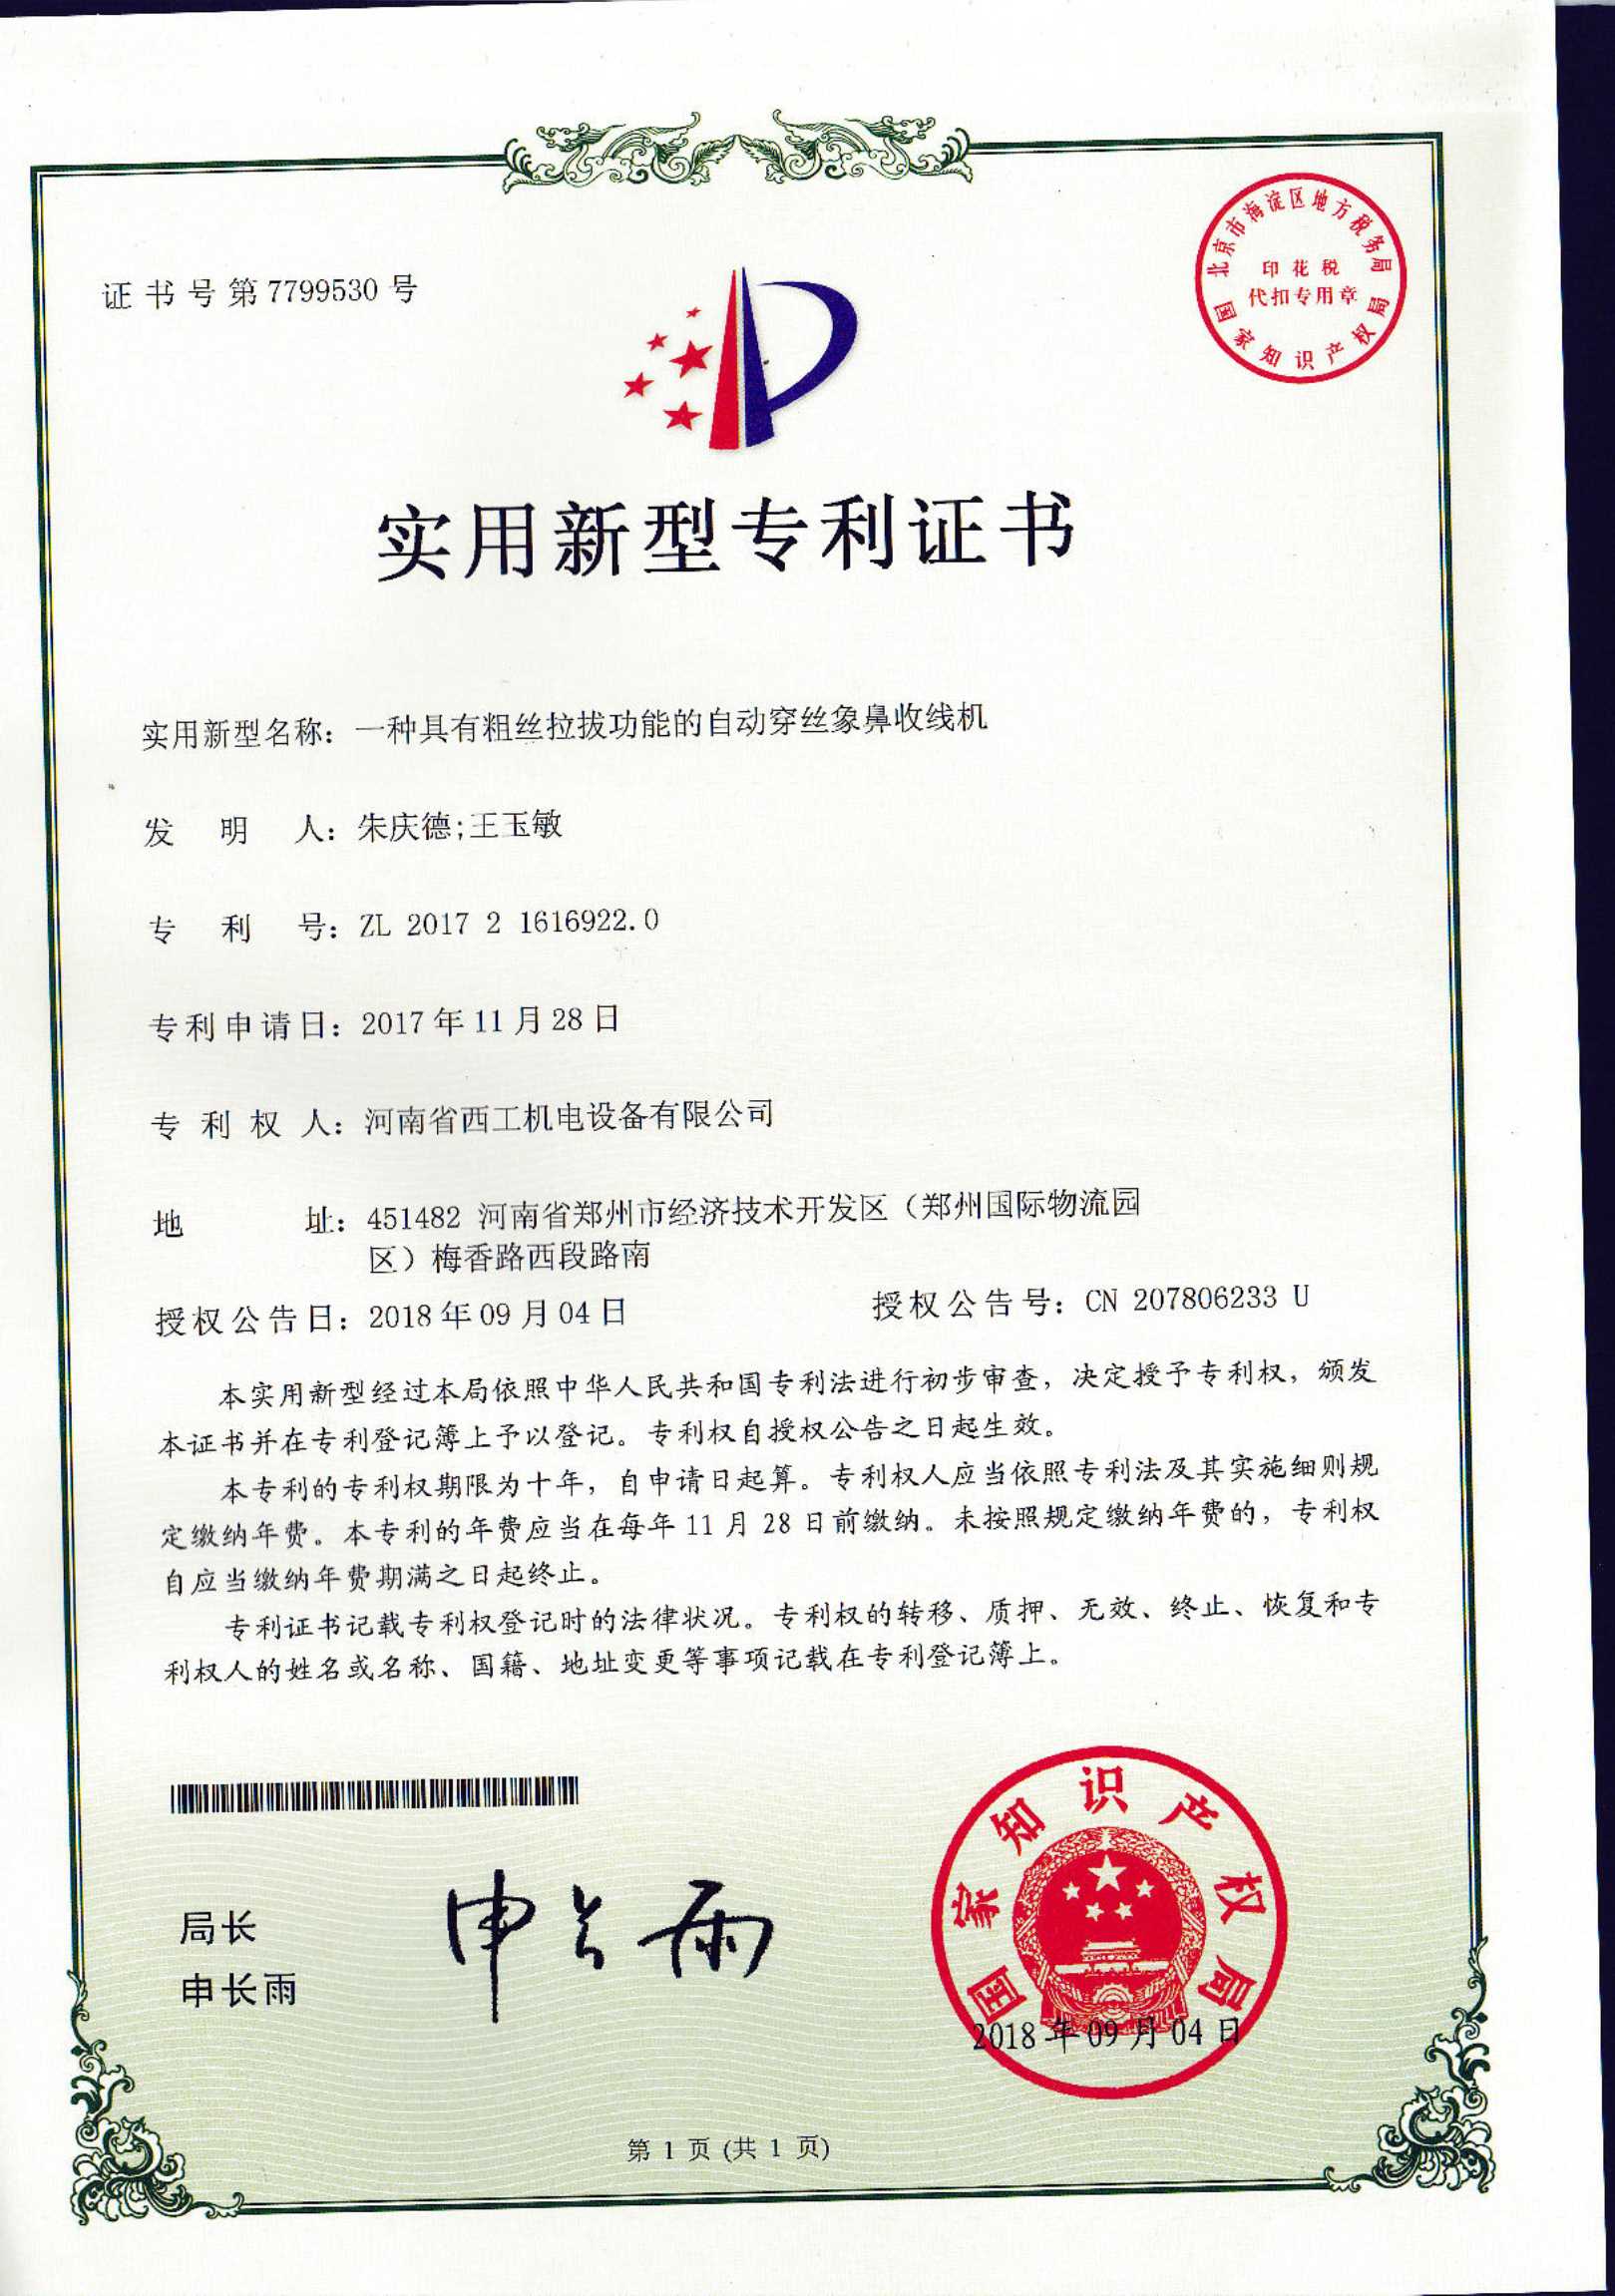 证书号第7799530号
北京市海淀区地方税务局
印花税
代扣专用章
国家知识产权局
实用新型专利证书
实用新型名称：一种具有粗丝拉拔功能的自动穿丝象鼻收线机
发明人：朱庆德;王玉敏
专利号：ZL 2017 2 1616922.0
专利申请日：2017年11月28日
专利权人：河南省西工机电设备有限公司
地址：451482 河南省郑州市经济技术开发区（郑州国际物流园
区）梅香路西段路南
授权公告日：2018年09月04日 授权公告号：CN 207806233 U
本实用新型经过本局依照中华人民共和国专利法进行初步审查，决定授予专利权，颁发
本证书并在专利登记簿上予以登记。专利权自授权公告之日起生效。
本专利的专利权期限为十年，自申请日起算。专利权人应当依照专利法及其实施细则规
定缴纳年费。本专利的年费应当在每年11月28日前缴纳。未按照规定缴纳年费的，专利权
自应当缴纳年费期满之日起终止。
专利证书记载专利权登记时的法律状况。专利权的转移、质押、无效、终止、恢复和专
利权人的姓名或名称、国籍、地址变更等事项记载在专利登记簿上。
局长
申长雨
申长雨
国家知识产权局
2018年09月04日
第1页(共1页)